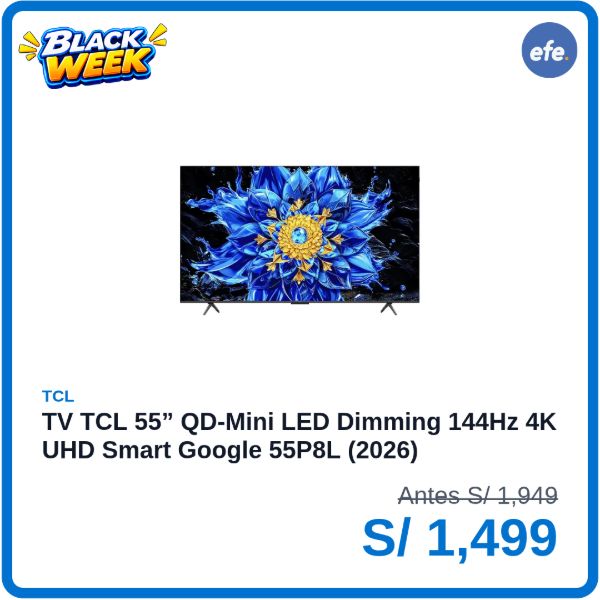 BLACK
WEEK
efe.
TCL
TV TCL 55” QD-Mini LED Dimming 144Hz 4K
UHD Smart Google 55P8L (2026)
Antes S/ 1,949
S/ 1,499